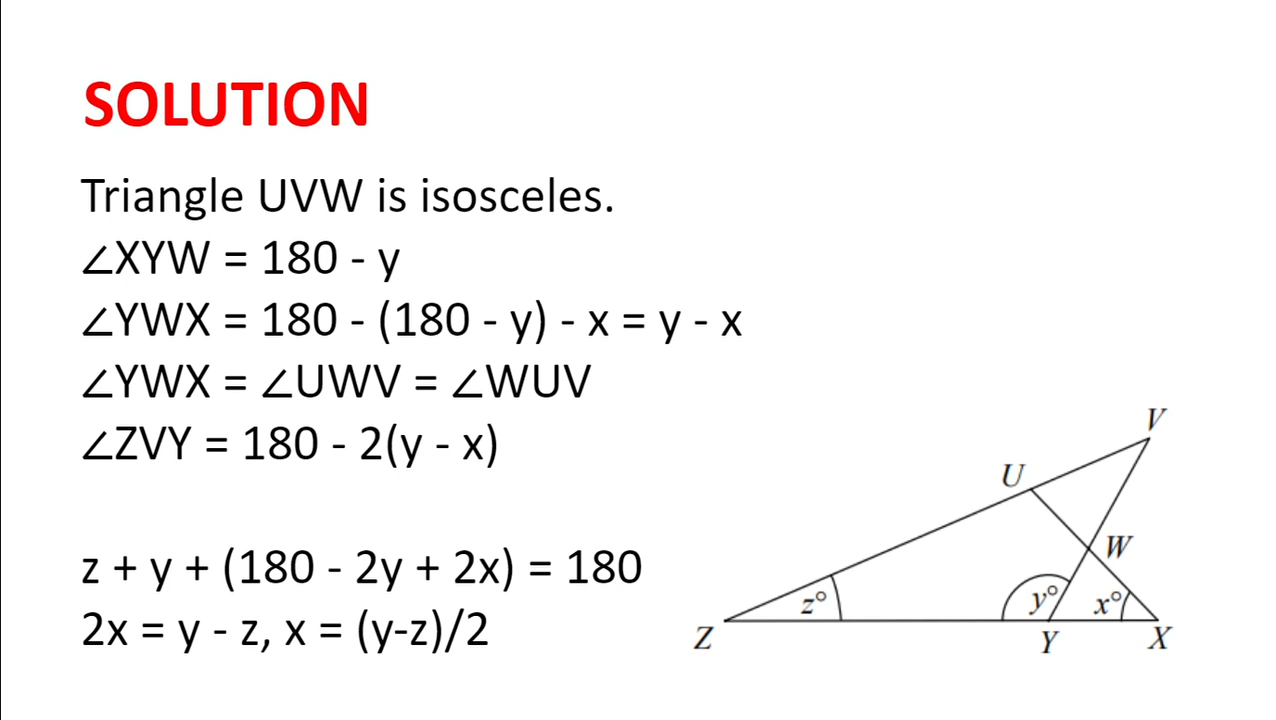 SOLUTION
Triangle UVW is isosceles.
∠XYW = 180 - y
∠YWX = 180 - (180 - y) - x = y - x
∠YWX = ∠UWV = ∠WUV
∠ZVY = 180 - 2(y - x)
z + y + (180 - 2y + 2x) = 180
2x = y - z, x = (y-z)/2
V
U
W
z°
y°
x°
Z
Y
X